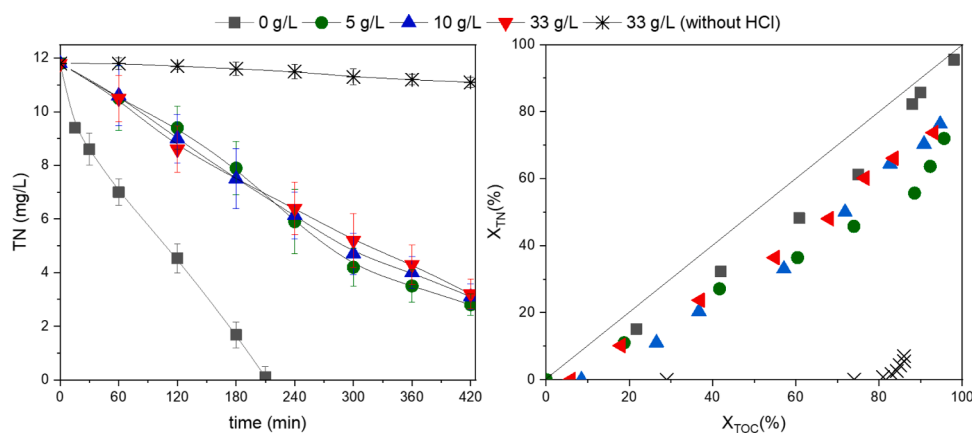 0 g/L 5 g/L 10 g/L 33 g/L 33 g/L (without HCl)
TN (mg/L)
12
10
8
6
4
2
0
0 60 120 180 240 300 360 420
time (min)
X_TN(%)
100
80
60
40
20
0
0 20 40 60 80 100
X_TOC(%)